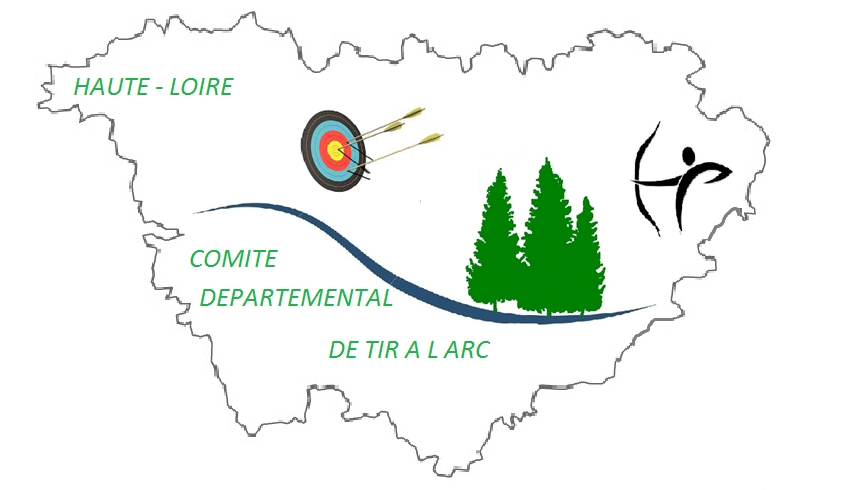 HAUTE - LOIRE
COMITE
DEPARTEMENTAL
DE TIR A L ARC